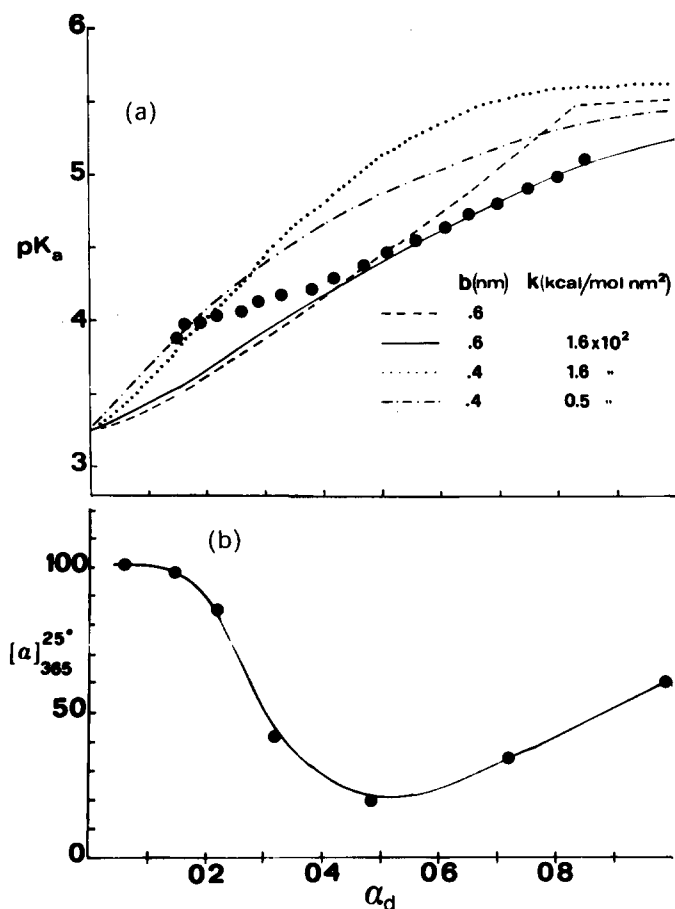 6
(a)
5
pKa
4
3
b(nm) k(kcal/mol nm²)
.6
.6 1.6x10²
.4 1.6 "
.4 0.5 "
(b)
100
[α]25°365
50
0
02 04 06 08
αd